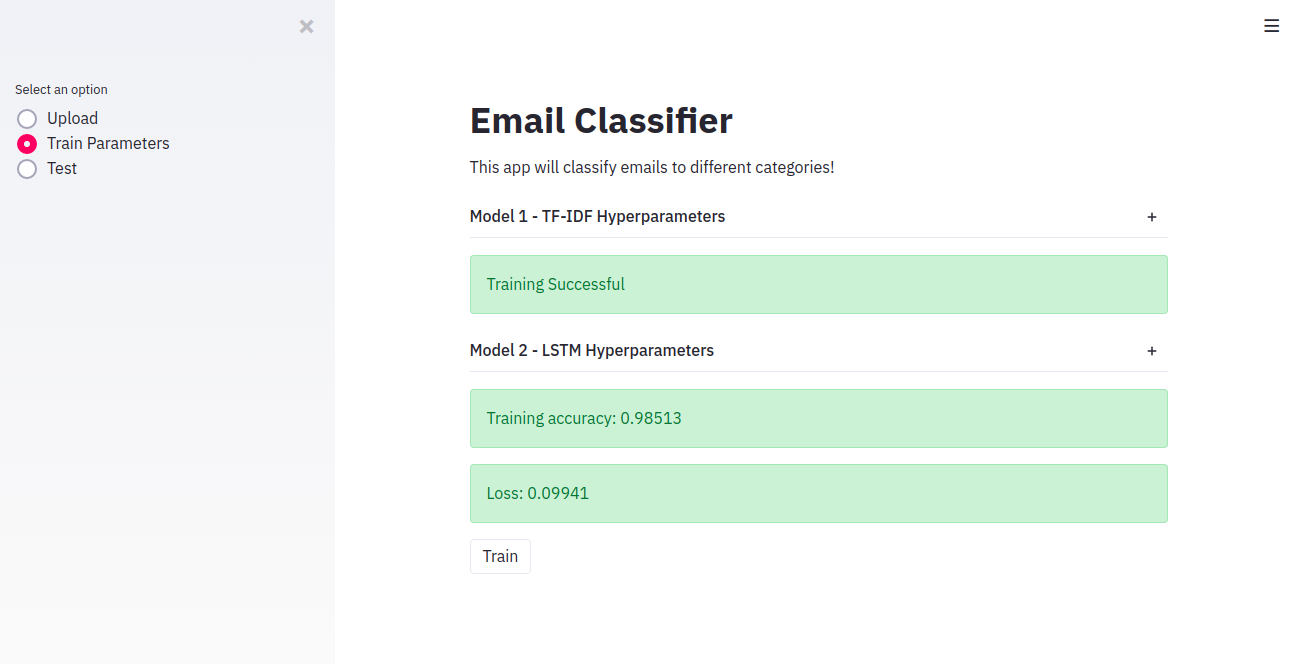 Select an option
Upload
Train Parameters
Test
Email Classifier
This app will classify emails to different categories!
Model 1 - TF-IDF Hyperparameters
Training Successful
Model 2 - LSTM Hyperparameters
Training accuracy: 0.98513
Loss: 0.09941
Train